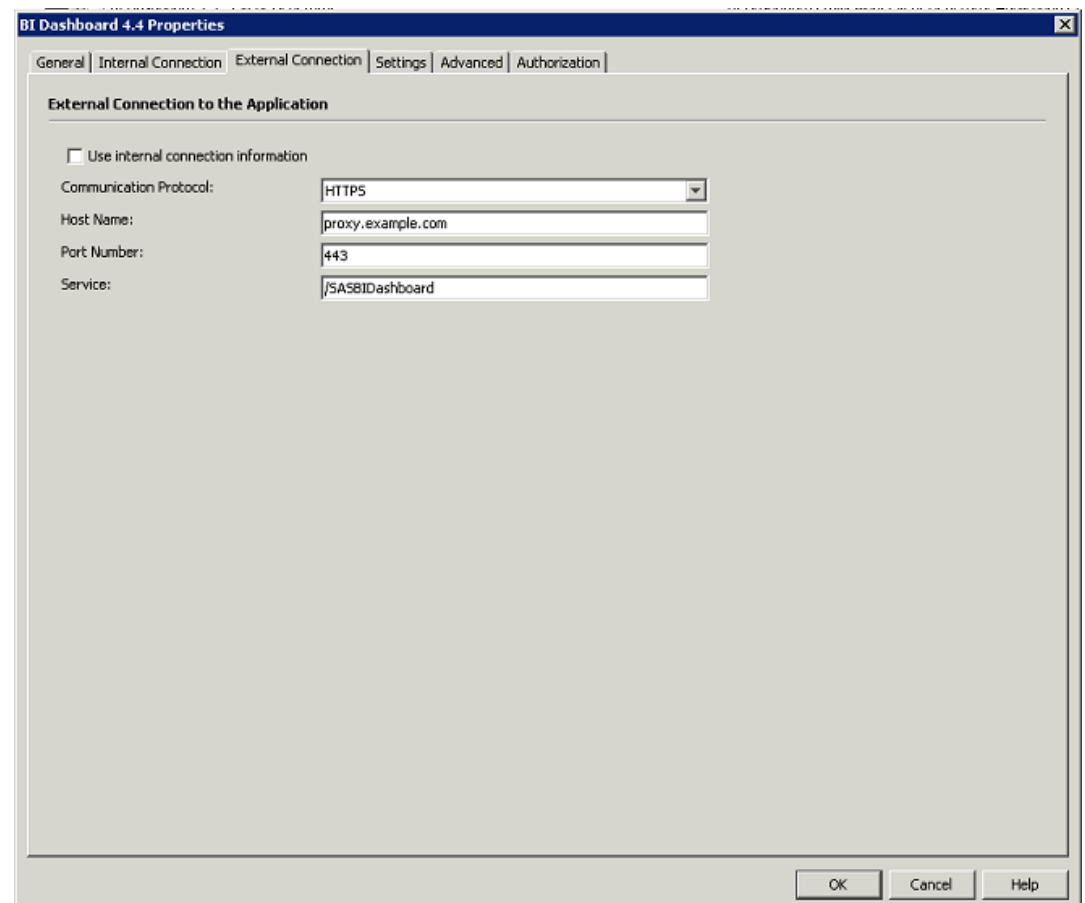 BI Dashboard 4.4 Properties
General Internal Connection External Connection Settings Advanced Authorization
External Connection to the Application
Use internal connection information
Communication Protocol: HTTPS
Host Name: proxy.example.com
Port Number: 443
Service: /SASBIDashboard
OK Cancel Help